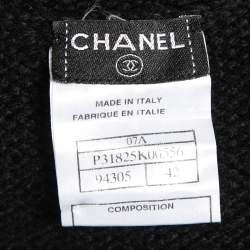 CHANEL
MADE IN ITALY
FABRIQUE EN ITALIE
07A
P31825K00556
94305 42
COMPOSITION